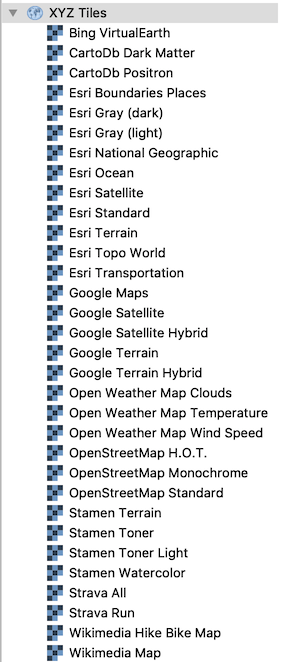 XYZ Tiles
Bing VirtualEarth
CartoDb Dark Matter
CartoDb Positron
Esri Boundaries Places
Esri Gray (dark)
Esri Gray (light)
Esri National Geographic
Esri Ocean
Esri Satellite
Esri Standard
Esri Terrain
Esri Topo World
Esri Transportation
Google Maps
Google Satellite
Google Satellite Hybrid
Google Terrain
Google Terrain Hybrid
Open Weather Map Clouds
Open Weather Map Temperature
Open Weather Map Wind Speed
OpenStreetMap H.O.T.
OpenStreetMap Monochrome
OpenStreetMap Standard
Stamen Terrain
Stamen Toner
Stamen Toner Light
Stamen Watercolor
Strava All
Strava Run
Wikimedia Hike Bike Map
Wikimedia Map